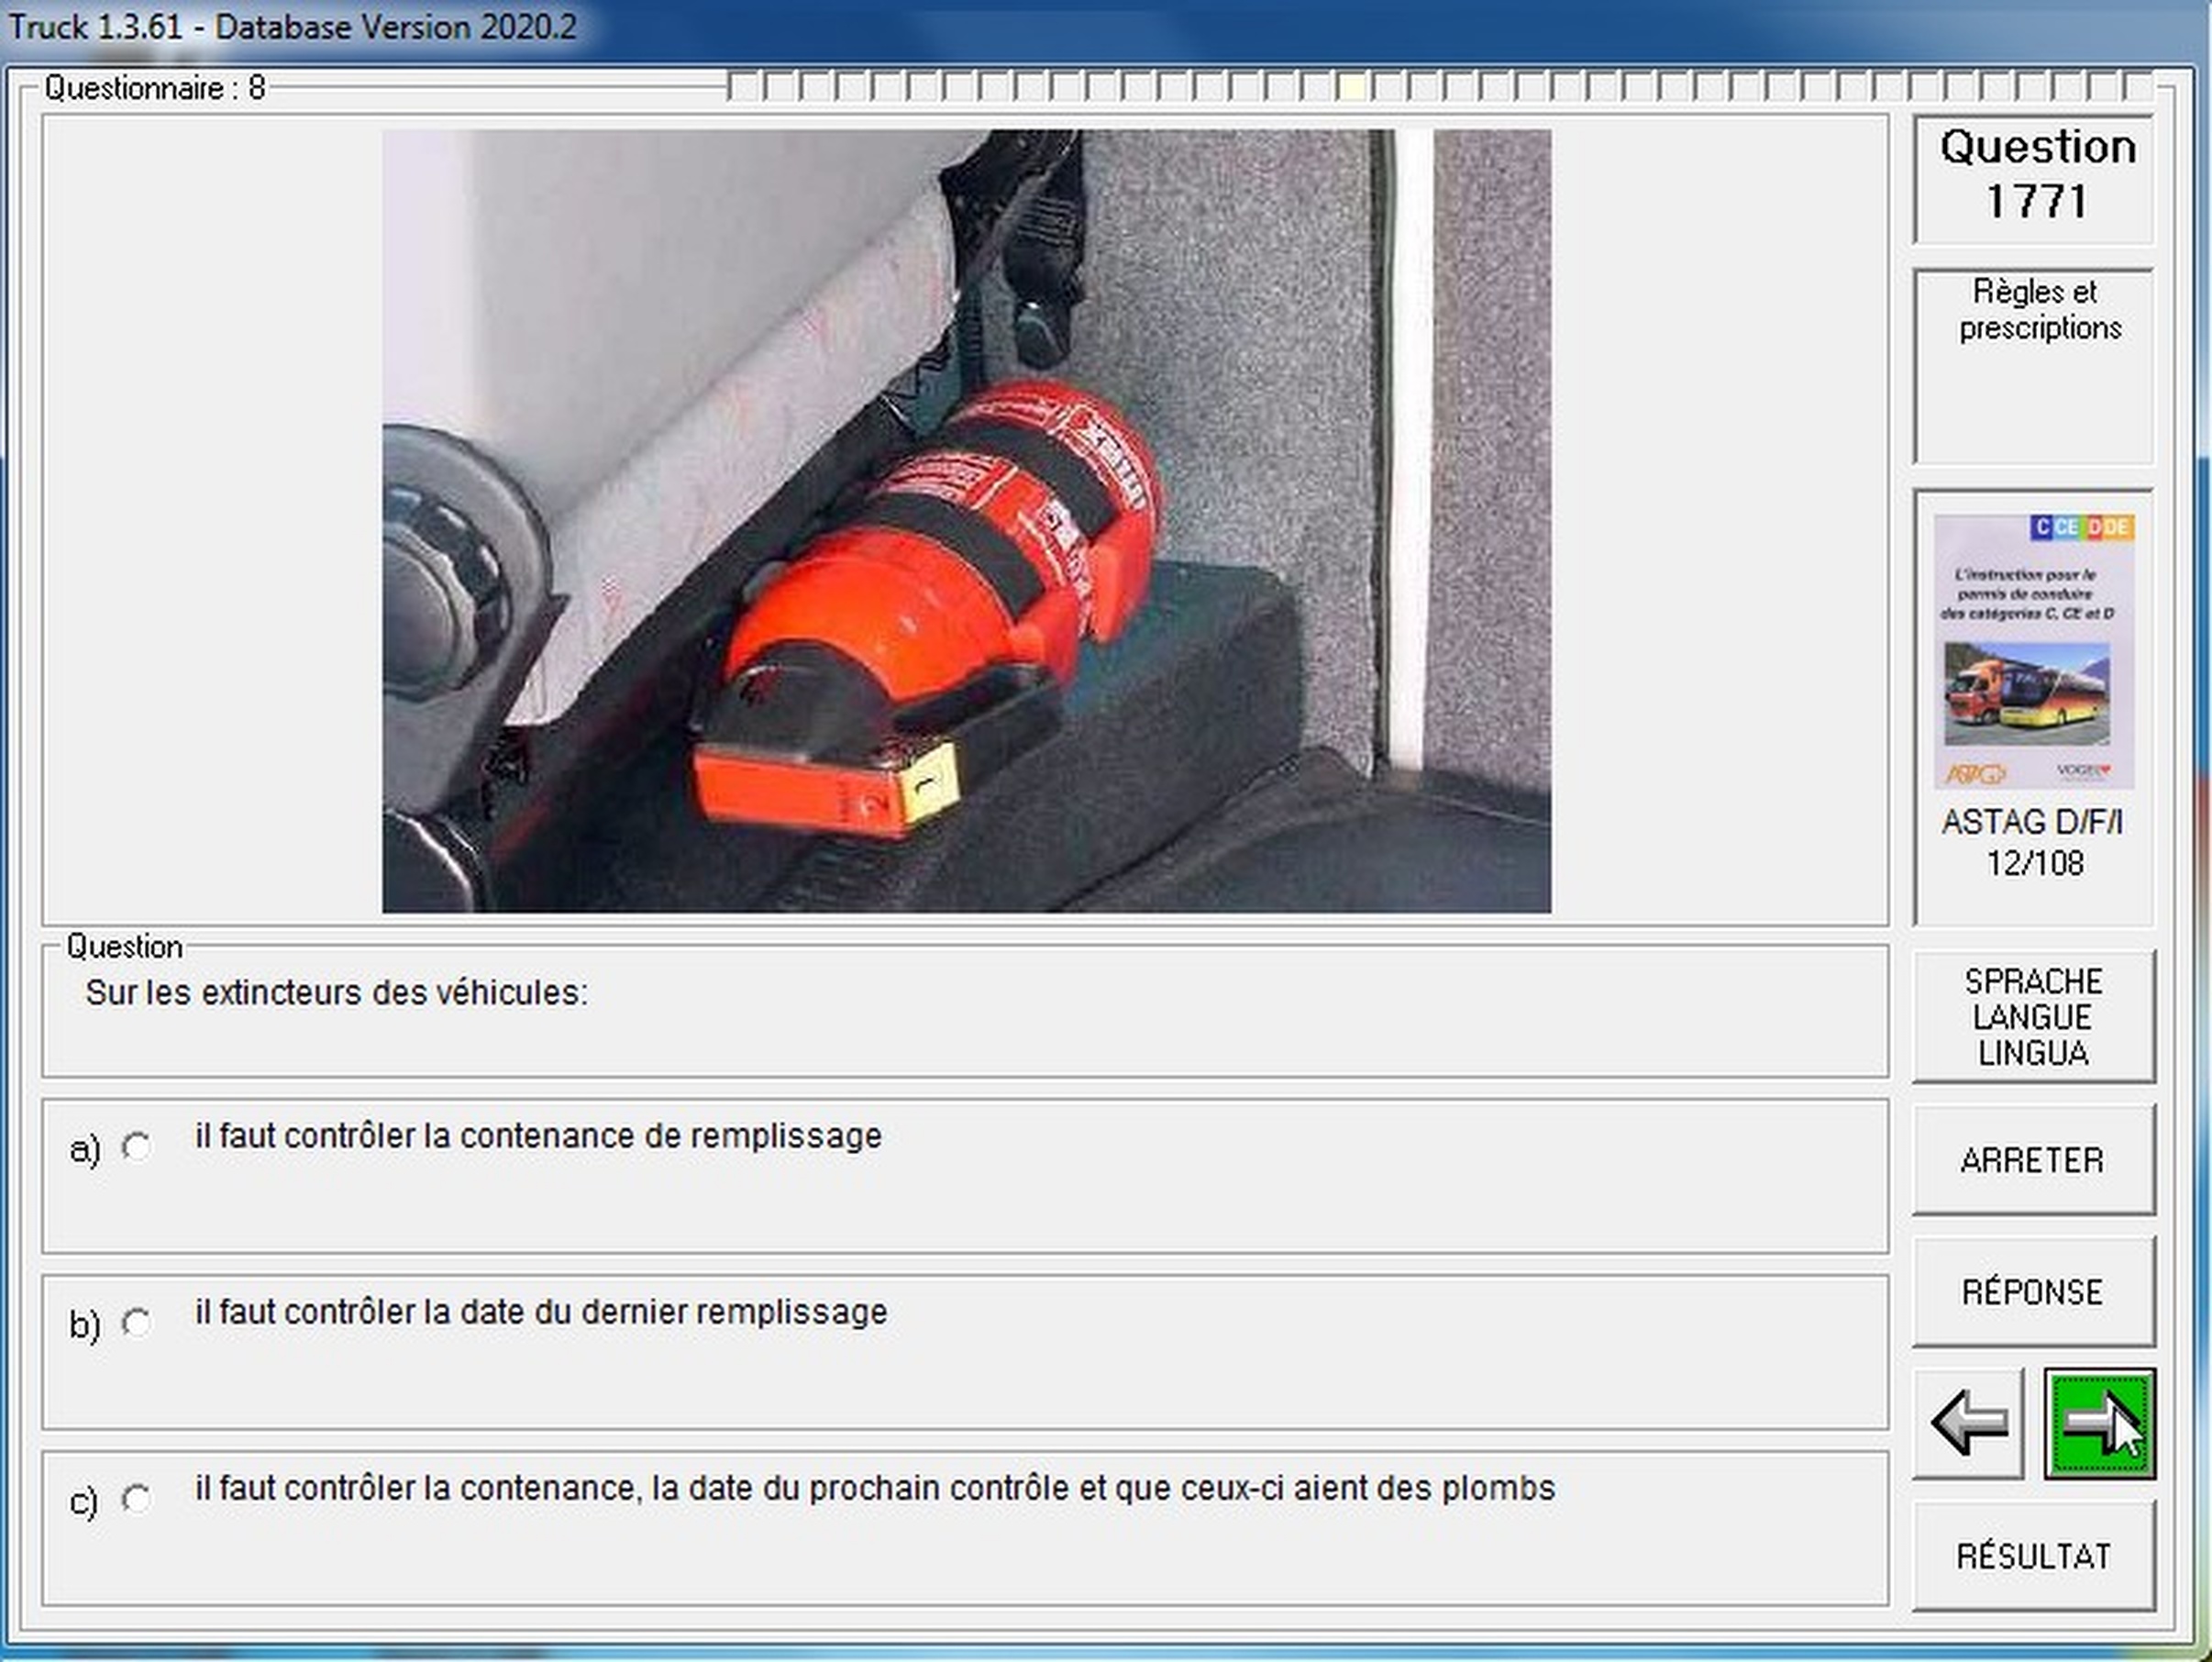 Truck 1.3.61 - Database Version 2020.2
Questionnaire : 8
Question
1771
Règles et
prescriptions
C CE D DE
L'instruction pour le
permis de conduire
des catégories C, CE et D
ASTAG
VOGEL
ASTAG D/F/I
12/108
Question
Sur les extincteurs des véhicules:
a) il faut contrôler la contenance de remplissage
b) il faut contrôler la date du dernier remplissage
c) il faut contrôler la contenance, la date du prochain contrôle et que ceux-ci aient des plombs
SPRACHE
LANGUE
LINGUA
ARRETER
RÉPONSE
RÉSULTAT